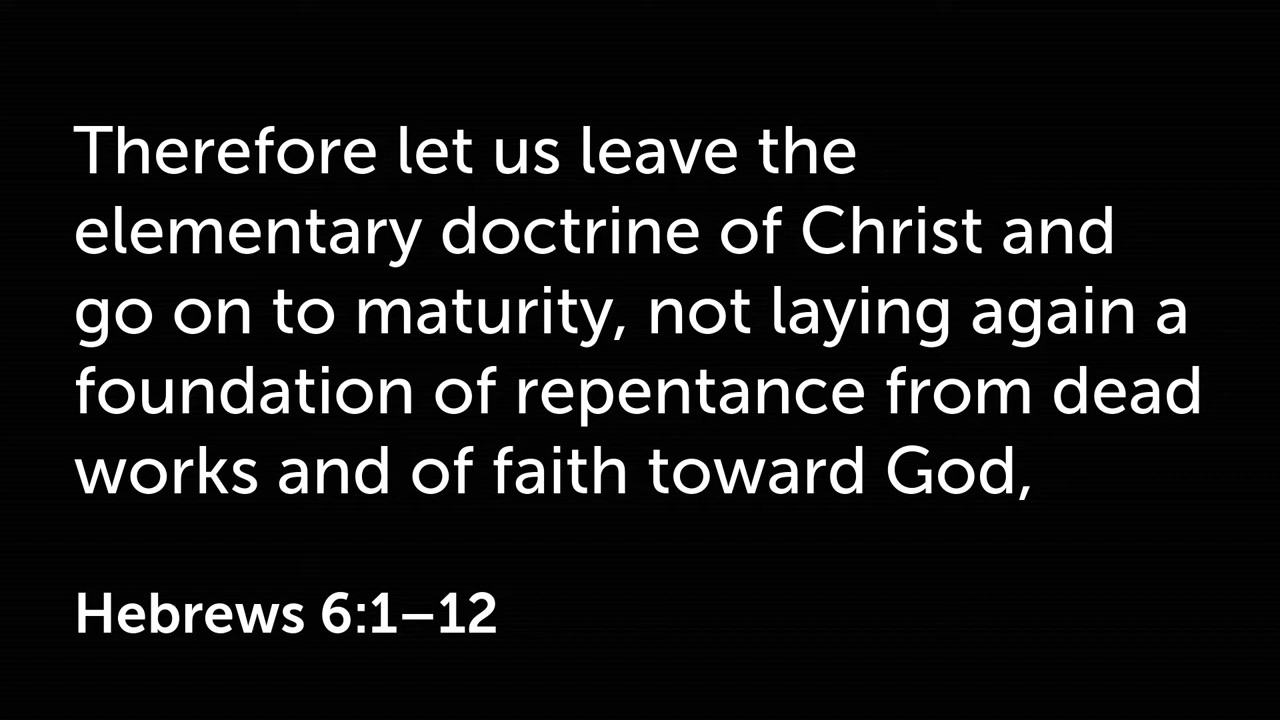 Therefore let us leave the
elementary doctrine of Christ and
go on to maturity, not laying again a
foundation of repentance from dead
works and of faith toward God,
Hebrews 6:1–12